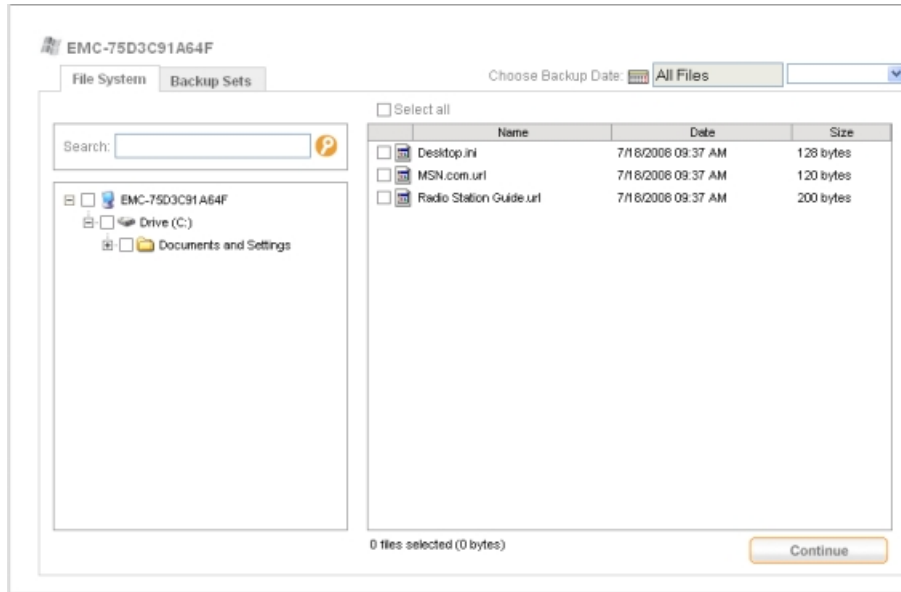 EMC-75D3C91A64F
File System
Backup Sets
Choose Backup Date:
All Files
Select all
Search:
Name Date Size
Desktop.ini 7/18/2008 09:37 AM 128 bytes
MSN.com.url 7/18/2008 09:37 AM 120 bytes
Radio Station Guide.url 7/18/2008 09:37 AM 200 bytes
EMC-75D3C91A64F
Drive (C:)
Documents and Settings
0 files selected (0 bytes)
Continue